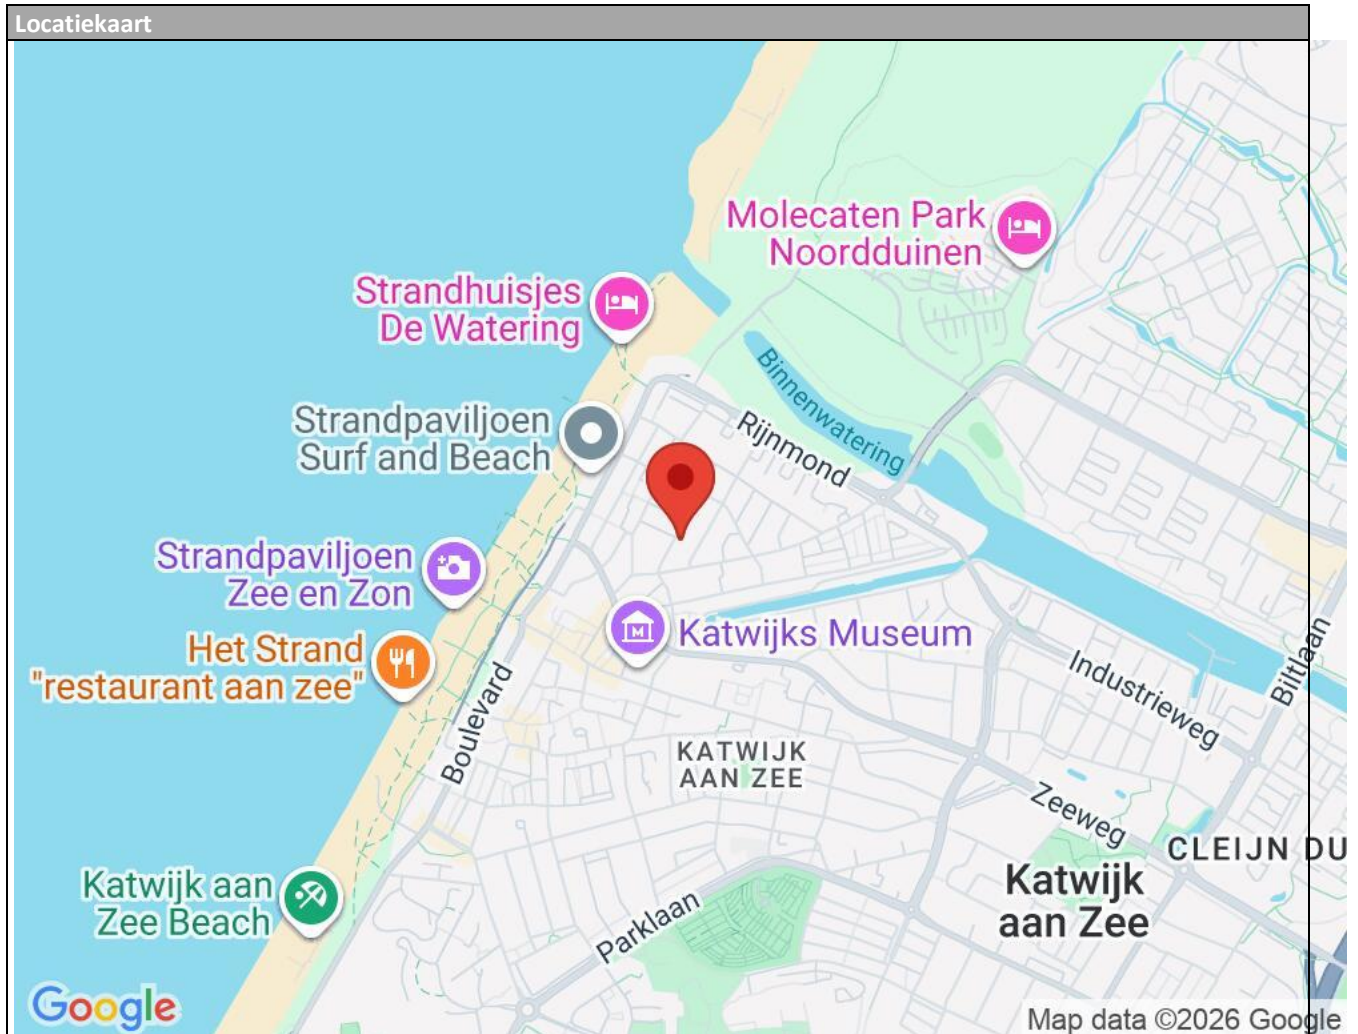 Locatiekaart
Molecaten Park
Noordduinen
Strandhuisjes
De Watering
Binnenwatering
Rijnmond
Strandpaviljoen
Surf and Beach
Strandpaviljoen
Zee en Zon
Katwijks Museum
Het Strand
"restaurant aan zee"
Boulevard
Industrieweg
Biltlaan
KATWIJK
AAN ZEE
Zeeweg
CLEIJN DU
Katwijk
aan Zee
Katwijk aan
Zee Beach
Parklaan
Google
Map data ©2026 Google